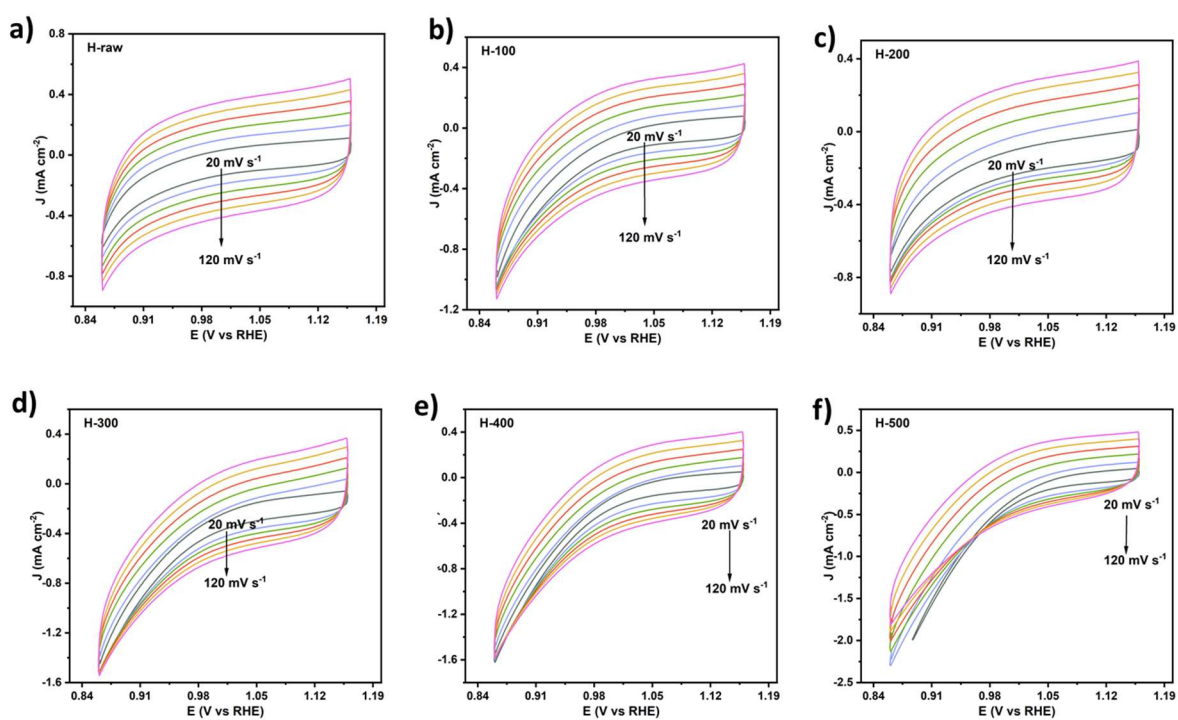 a)
H-raw
0.8
0.4
0.0
-0.4
-0.8
J (mA cm⁻²)
20 mV s⁻¹
120 mV s⁻¹
0.84 0.91 0.98 1.05 1.12 1.19
E (V vs RHE)
b)
H-100
0.4
0.0
-0.4
-0.8
-1.2
J (mA cm⁻²)
20 mV s⁻¹
120 mV s⁻¹
0.84 0.91 0.98 1.05 1.12 1.19
E (V vs RHE)
c)
H-200
0.4
0.0
-0.4
-0.8
J (mA cm⁻²)
20 mV s⁻¹
120 mV s⁻¹
0.84 0.91 0.98 1.05 1.12 1.19
E (V vs RHE)
d)
H-300
0.4
0.0
-0.4
-0.8
-1.2
-1.6
J (mA cm⁻²)
20 mV s⁻¹
120 mV s⁻¹
0.84 0.91 0.98 1.05 1.12 1.19
E (V vs RHE)
e)
H-400
0.4
0.0
-0.4
-0.8
-1.2
-1.6
20 mV s⁻¹
120 mV s⁻¹
0.84 0.91 0.98 1.05 1.12 1.19
E (V vs RHE)
f)
H-500
0.5
0.0
-0.5
-1.0
-1.5
-2.0
-2.5
J (mA cm⁻²)
20 mV s⁻¹
120 mV s⁻¹
0.84 0.91 0.98 1.05 1.12 1.19
E (V vs RHE)